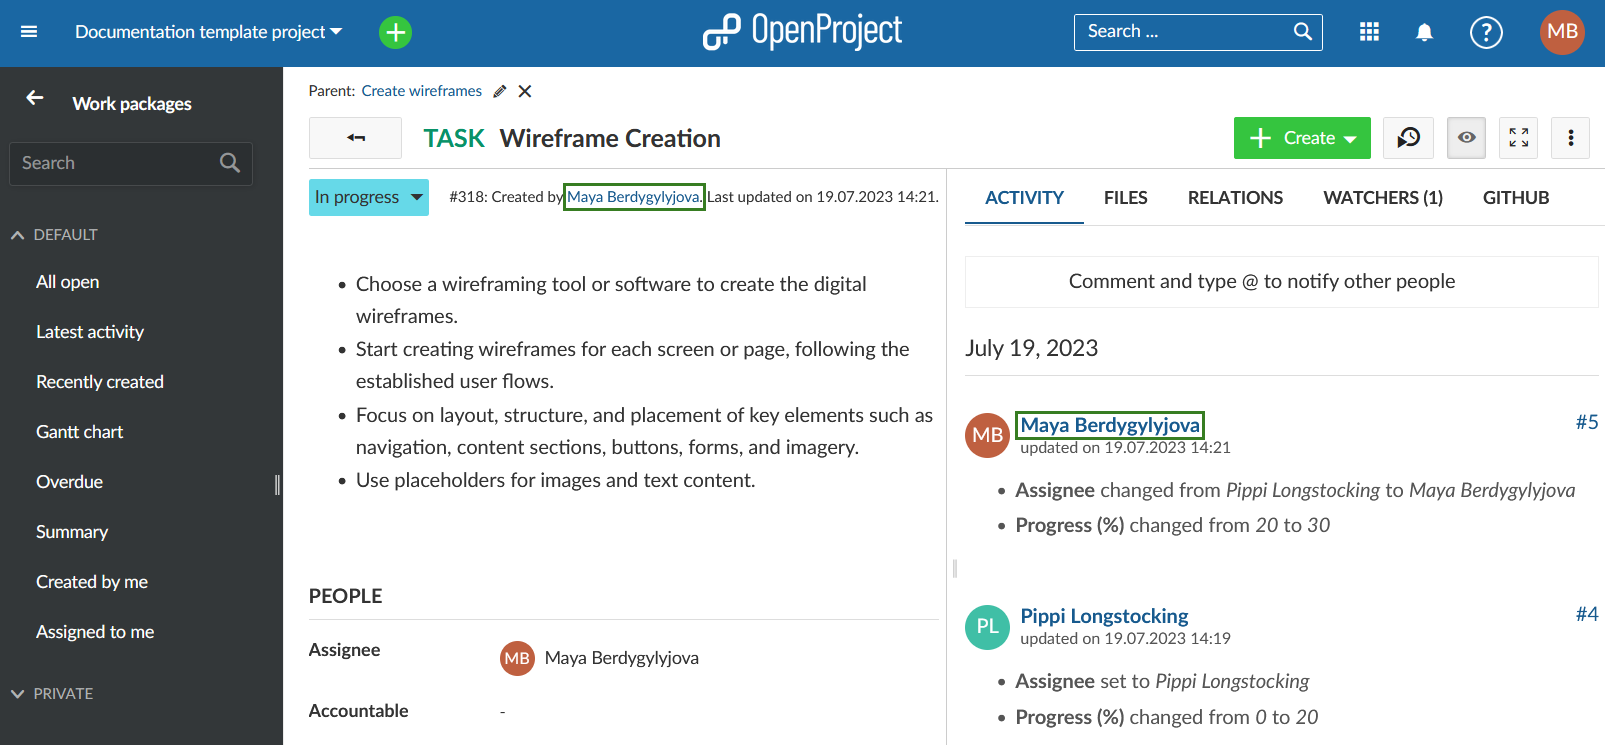 Documentation template project
OpenProject
Search ...
MB
Work packages
Search
DEFAULT
All open
Latest activity
Recently created
Gantt chart
Overdue
Summary
Created by me
Assigned to me
PRIVATE
Parent: Create wireframes
TASK Wireframe Creation
Create
In progress
#318: Created by Maya Berdygylyjova. Last updated on 19.07.2023 14:21.
• Choose a wireframing tool or software to create the digital
wireframes.
• Start creating wireframes for each screen or page, following the
established user flows.
• Focus on layout, structure, and placement of key elements such as
navigation, content sections, buttons, forms, and imagery.
• Use placeholders for images and text content.
PEOPLE
Assignee
MB Maya Berdygylyjova
Accountable
-
ACTIVITY FILES RELATIONS WATCHERS (1) GITHUB
Comment and type @ to notify other people
July 19, 2023
MB
Maya Berdygylyjova #5
updated on 19.07.2023 14:21
• Assignee changed from Pippi Longstocking to Maya Berdygylyjova
• Progress (%) changed from 20 to 30
PL
Pippi Longstocking #4
updated on 19.07.2023 14:19
• Assignee set to Pippi Longstocking
• Progress (%) changed from 0 to 20